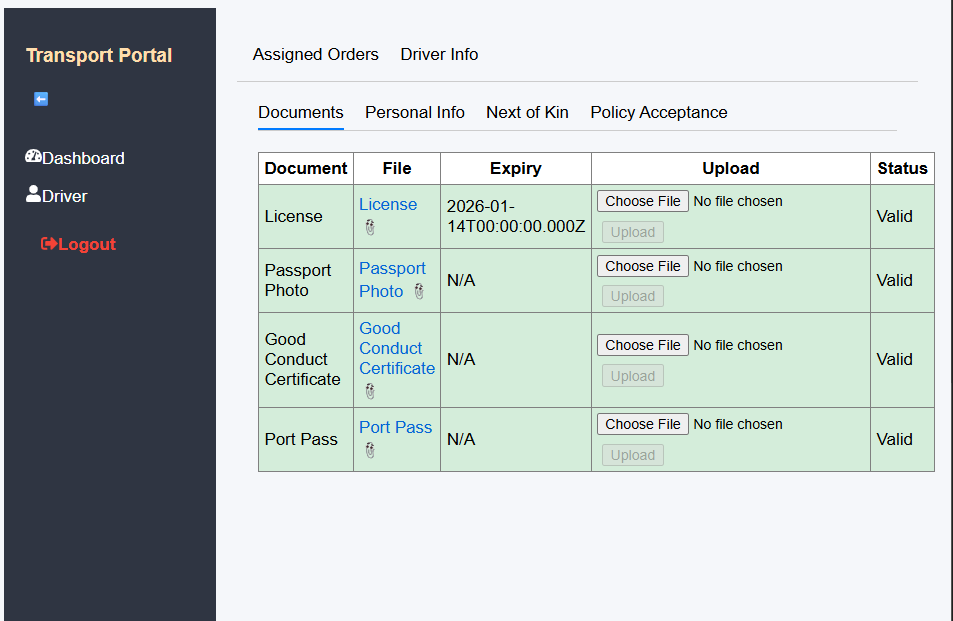 Transport Portal
Dashboard
Driver
Logout
Assigned Orders Driver Info
Documents Personal Info Next of Kin Policy Acceptance
Document File Expiry Upload Status
License
License
2026-01-
14T00:00:00.000Z
Choose File No file chosen
Upload
Valid
Passport
Photo
Passport
Photo
N/A
Choose File No file chosen
Upload
Valid
Good
Conduct
Certificate
Good
Conduct
Certificate
N/A
Choose File No file chosen
Upload
Valid
Port Pass
Port Pass
N/A
Choose File No file chosen
Upload
Valid